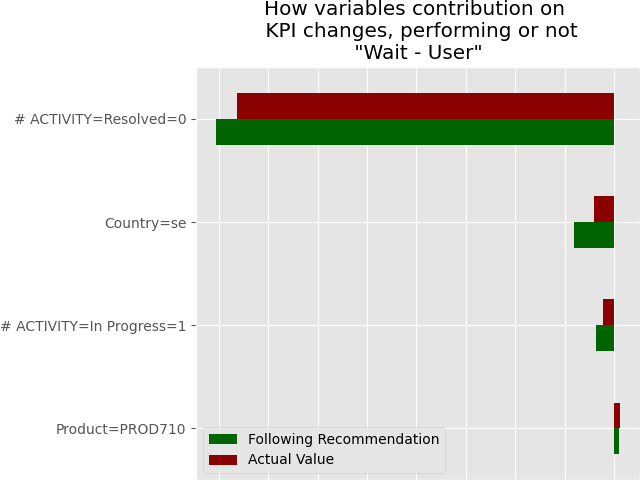 How variables contribution on
KPI changes, performing or not
"Wait - User"
# ACTIVITY=Resolved=0
Country=se
# ACTIVITY=In Progress=1
Product=PROD710
Following Recommendation
Actual Value